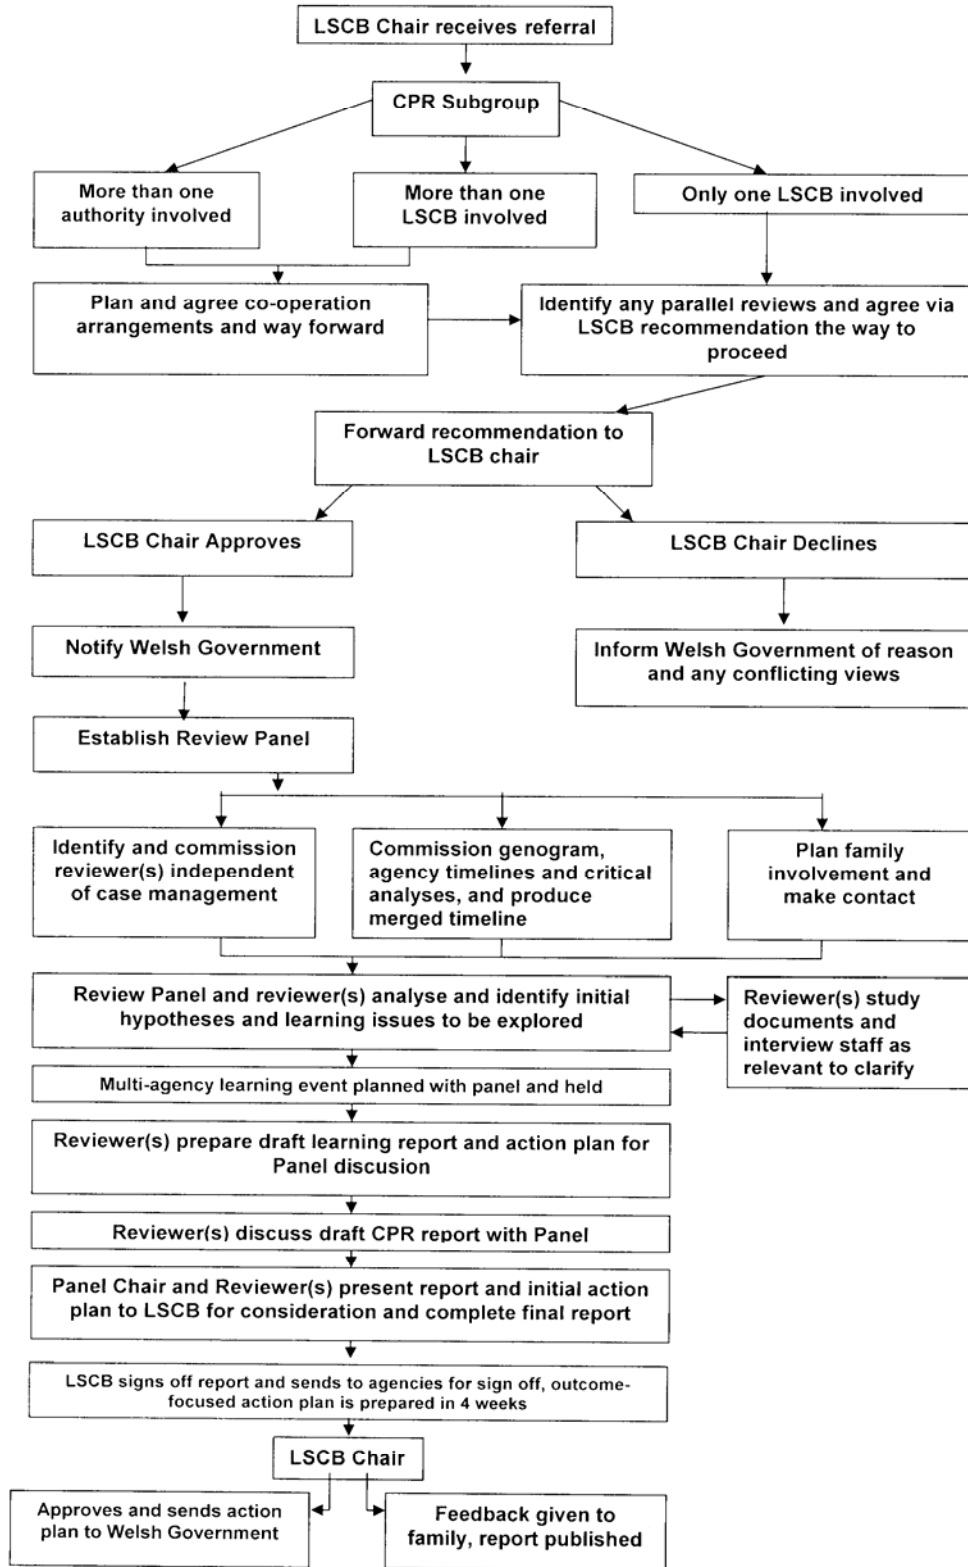 LSCB Chair receives referral
CPR Subgroup
More than one
authority involved
More than one
LSCB involved
Only one LSCB involved
Plan and agree co-operation
arrangements and way forward
Identify any parallel reviews and agree via
LSCB recommendation the way to
proceed
Forward recommendation to
LSCB chair
LSCB Chair Approves
LSCB Chair Declines
Notify Welsh Government
Inform Welsh Government of reason
and any conflicting views
Establish Review Panel
Identify and commission
reviewer(s) independent
of case management
Commission genogram,
agency timelines and critical
analyses, and produce
merged timeline
Plan family
involvement and
make contact
Review Panel and reviewer(s) analyse and identify initial
hypotheses and learning issues to be explored
Reviewer(s) study
documents and
interview staff as
relevant to clarify
Multi-agency learning event planned with panel and held
Reviewer(s) prepare draft learning report and action plan for
Panel discusion
Reviewer(s) discuss draft CPR report with Panel
Panel Chair and Reviewer(s) present report and initial action
plan to LSCB for consideration and complete final report
LSCB signs off report and sends to agencies for sign off, outcome-
focused action plan is prepared in 4 weeks
LSCB Chair
Approves and sends action
plan to Welsh Government
Feedback given to
family, report published